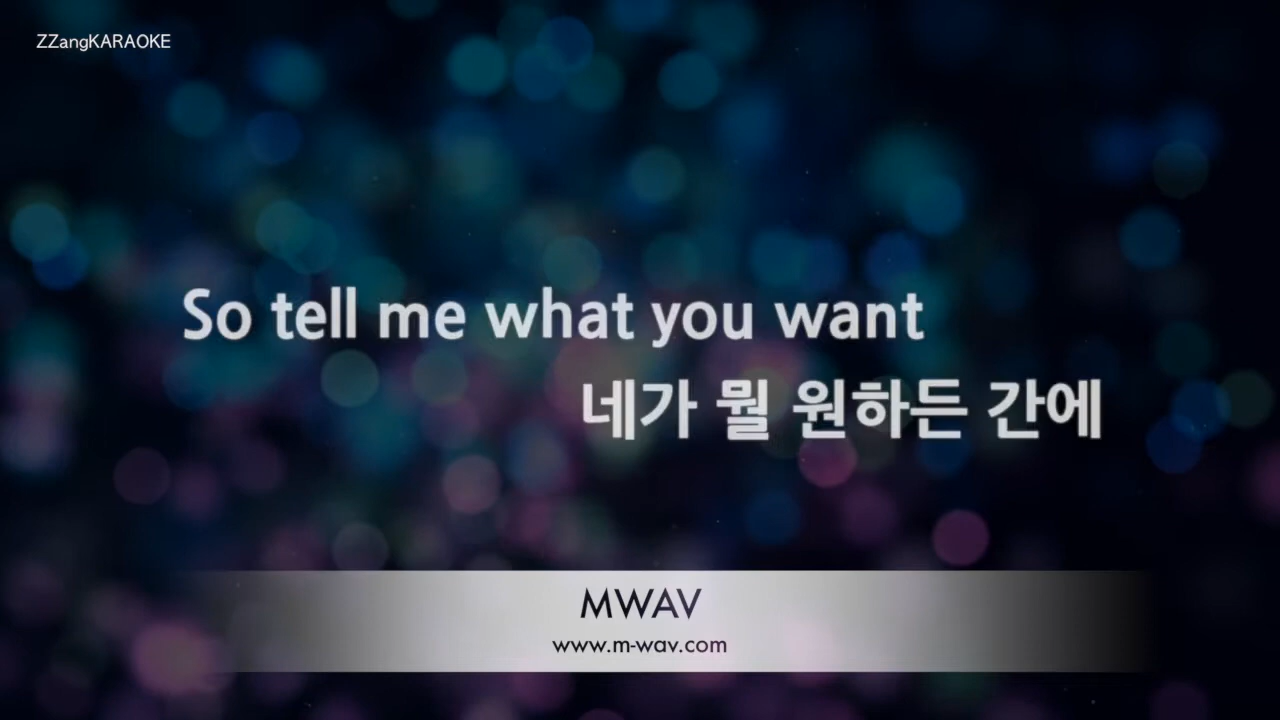 ZZangKARAOKE
So tell me what you want
네가 뭘 원하든 간에
MWAV
www.m-wav.com